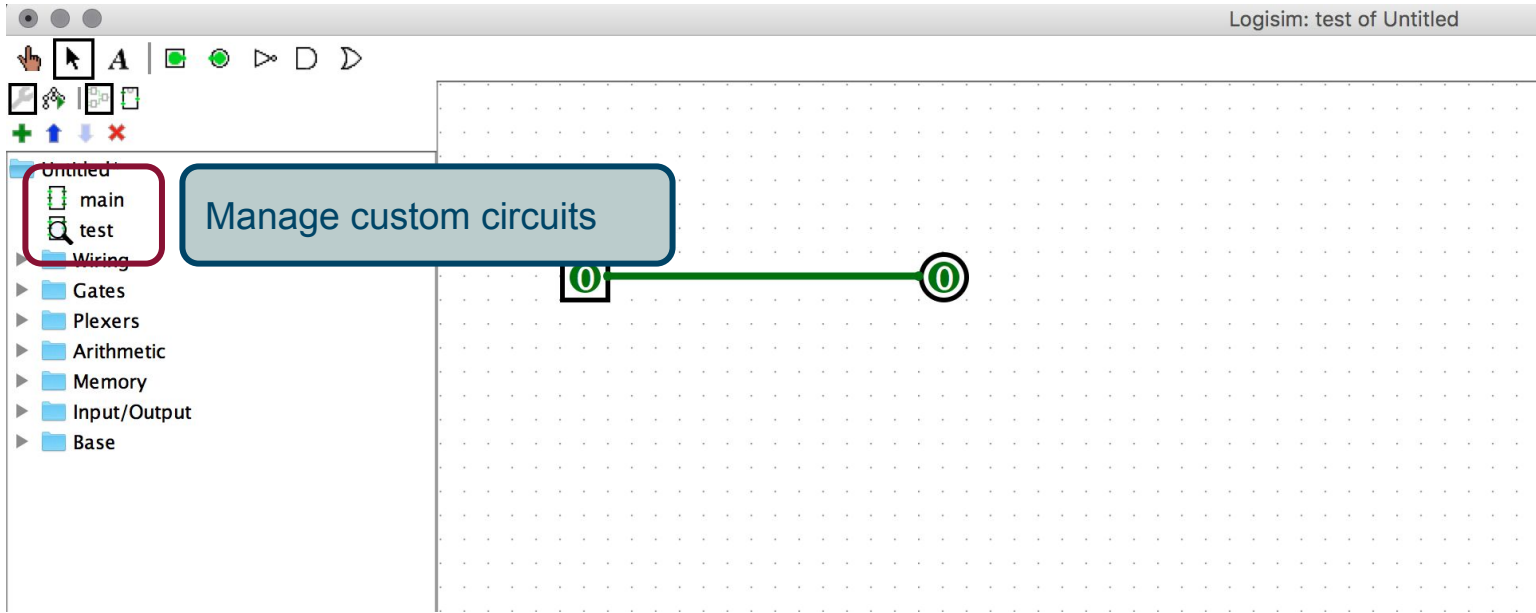 Logisim: test of Untitled
A
Untitled
main
test
Manage custom circuits
Wiring
Gates
Plexers
Arithmetic
Memory
Input/Output
Base
0 0